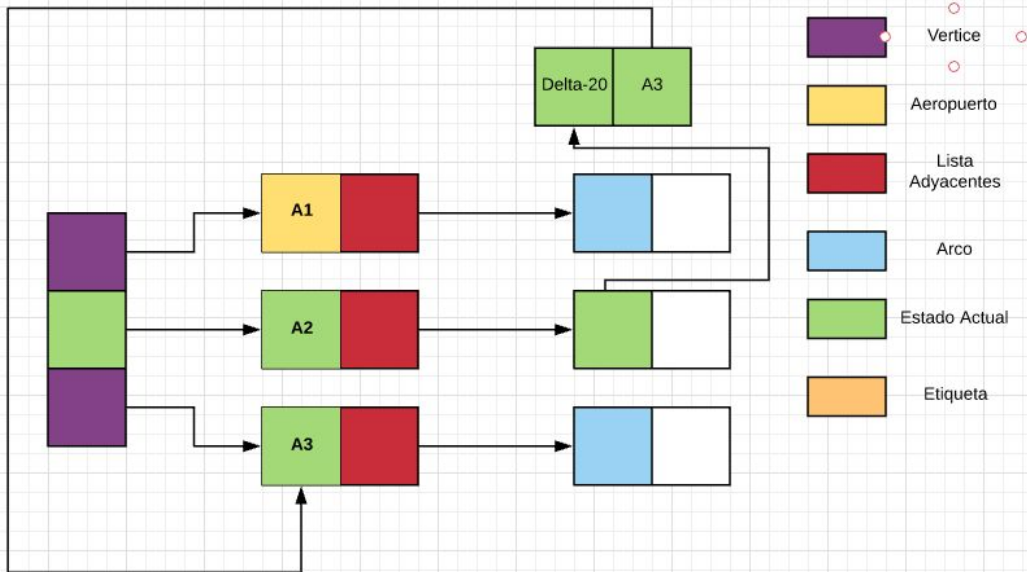 Delta-20
A3
A1
A2
A3
Vertice
Aeropuerto
Lista
Adyacentes
Arco
Estado Actual
Etiqueta